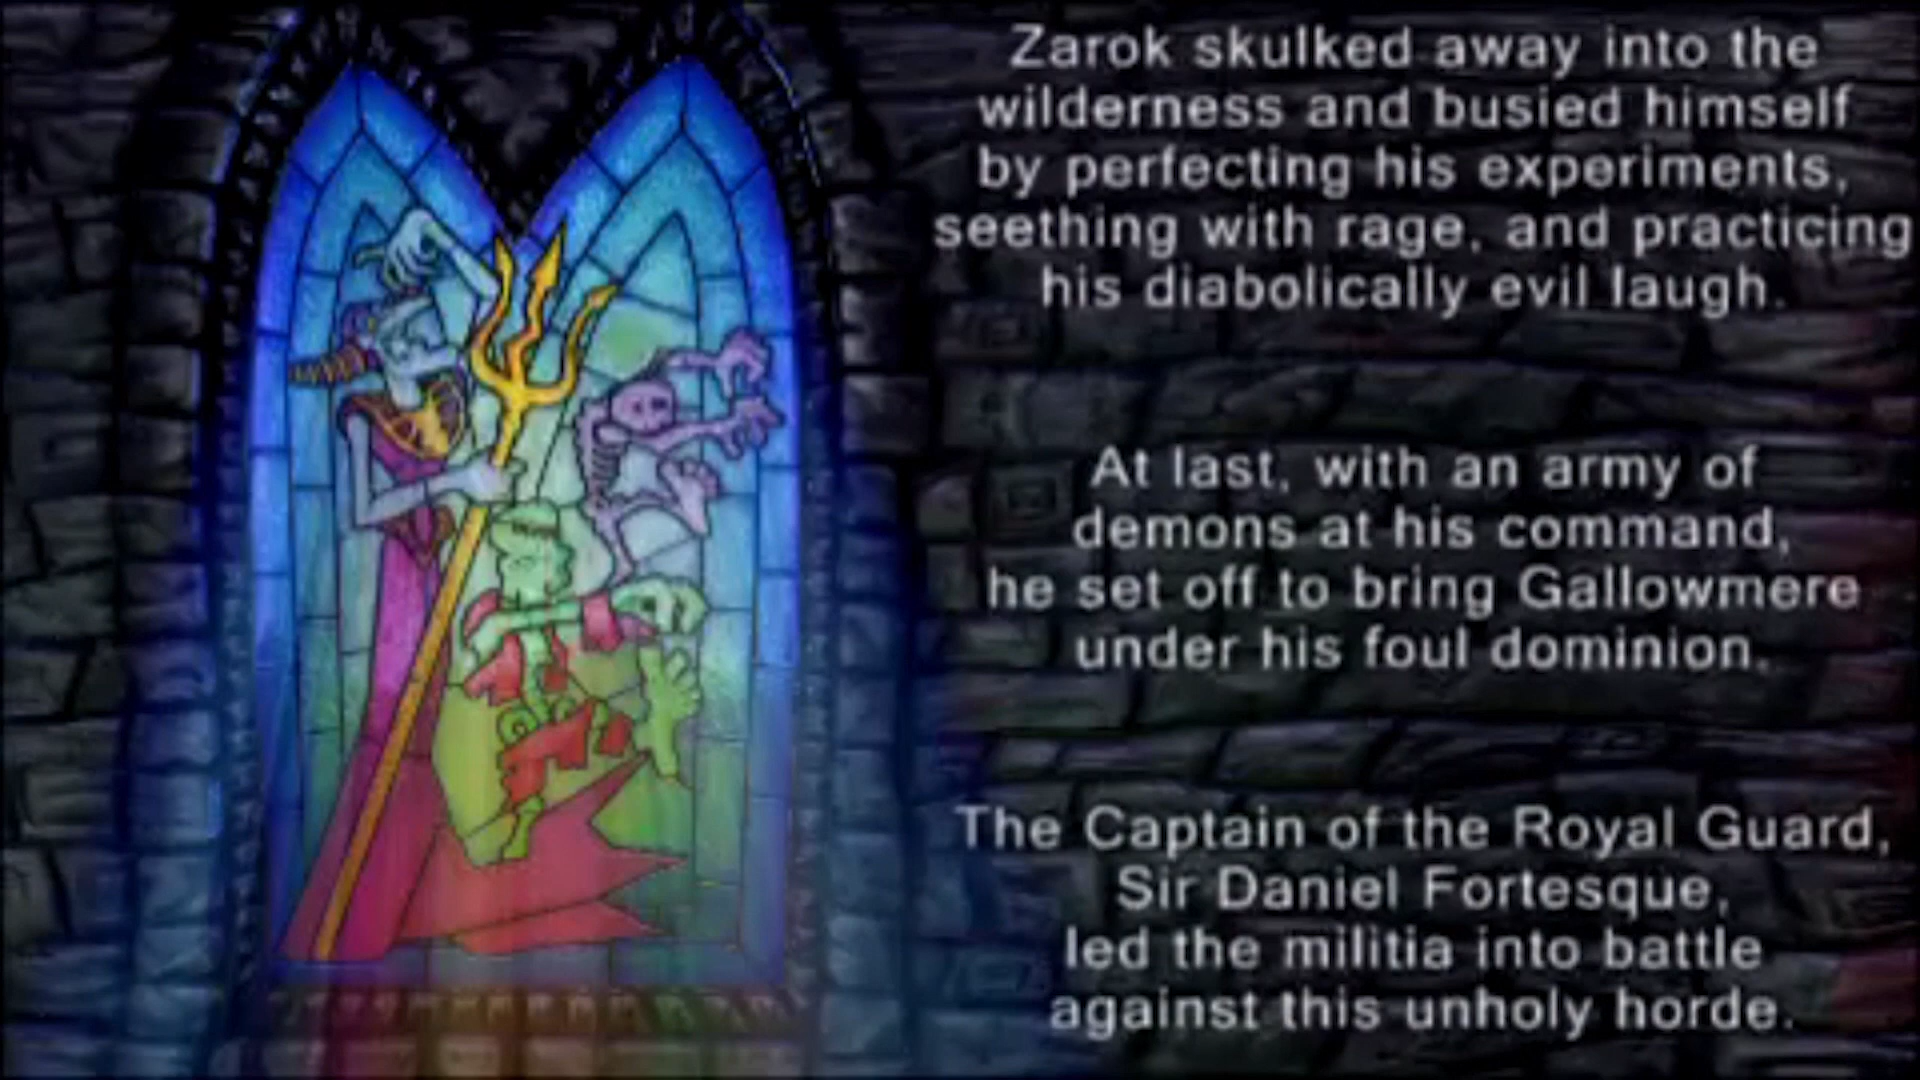 Zarok skulked away into the
wilderness and busied himself
by perfecting his experiments,
seething with rage, and practicing
his diabolically evil laugh.
At last, with an army of
demons at his command,
he set off to bring Gallowmere
under his foul dominion.
The Captain of the Royal Guard,
Sir Daniel Fortesque,
led the militia into battle
against this unholy horde.